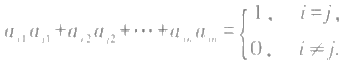 a_{i1} a_{j1} + a_{i2} a_{j2} + ⋯ + a_{in} a_{jn} = { 1, i = j,
0, i ≠ j.